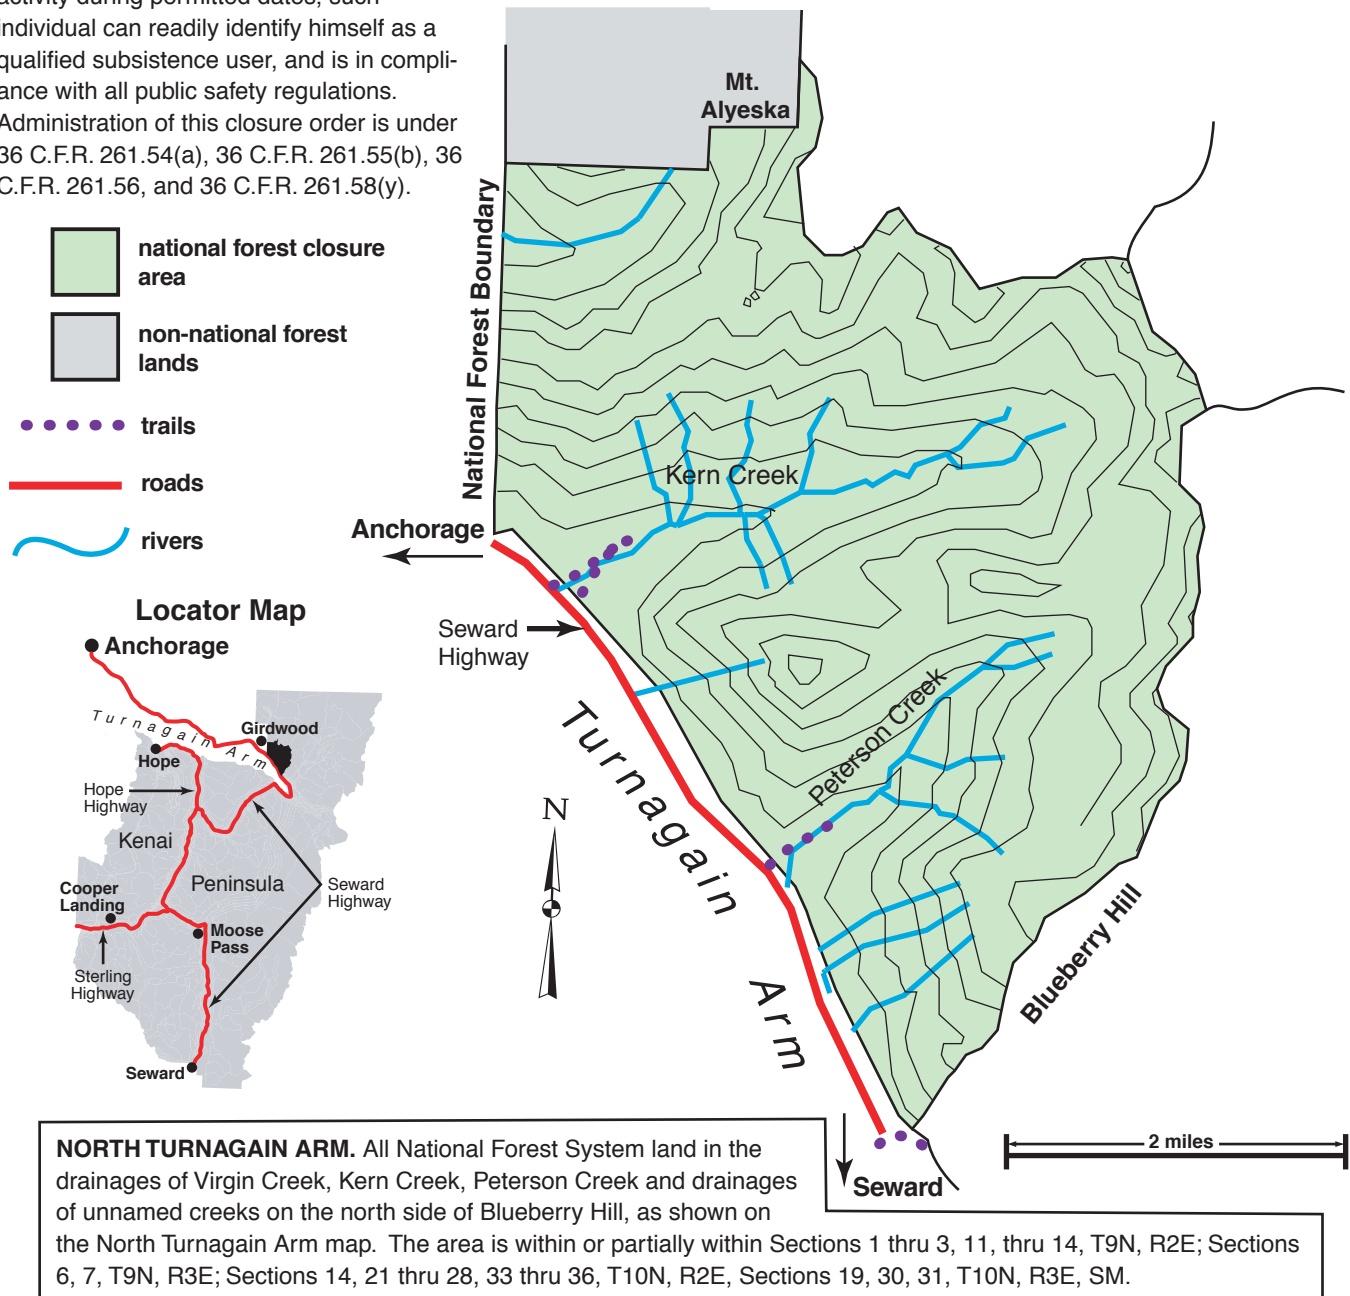 activity during permitted dates, such
individual can readily identify himself as a
qualified subsistence user, and is in compli-
ance with all public safety regulations.
Administration of this closure order is under
36 C.F.R. 261.54(a), 36 C.F.R. 261.55(b), 36
C.F.R. 261.56, and 36 C.F.R. 261.58(y).
national forest closure
area
non-national forest
lands
trails
roads
rivers
Mt.
Alyeska
National Forest Boundary
Kern Creek
Anchorage
Seward
Highway
Peterson Creek
Turnagain
Arm
Blueberry Hill
N
2 miles
Seward
Locator Map
Anchorage
Turnagain Arm
Girdwood
Hope
Hope
Highway
Kenai
Peninsula
Seward
Highway
Cooper
Landing
Moose
Pass
Sterling
Highway
Seward
NORTH TURNAGAIN ARM. All National Forest System land in the
drainages of Virgin Creek, Kern Creek, Peterson Creek and drainages
of unnamed creeks on the north side of Blueberry Hill, as shown on
the North Turnagain Arm map. The area is within or partially within Sections 1 thru 3, 11, thru 14, T9N, R2E; Sections
6, 7, T9N, R3E; Sections 14, 21 thru 28, 33 thru 36, T10N, R2E, Sections 19, 30, 31, T10N, R3E, SM.